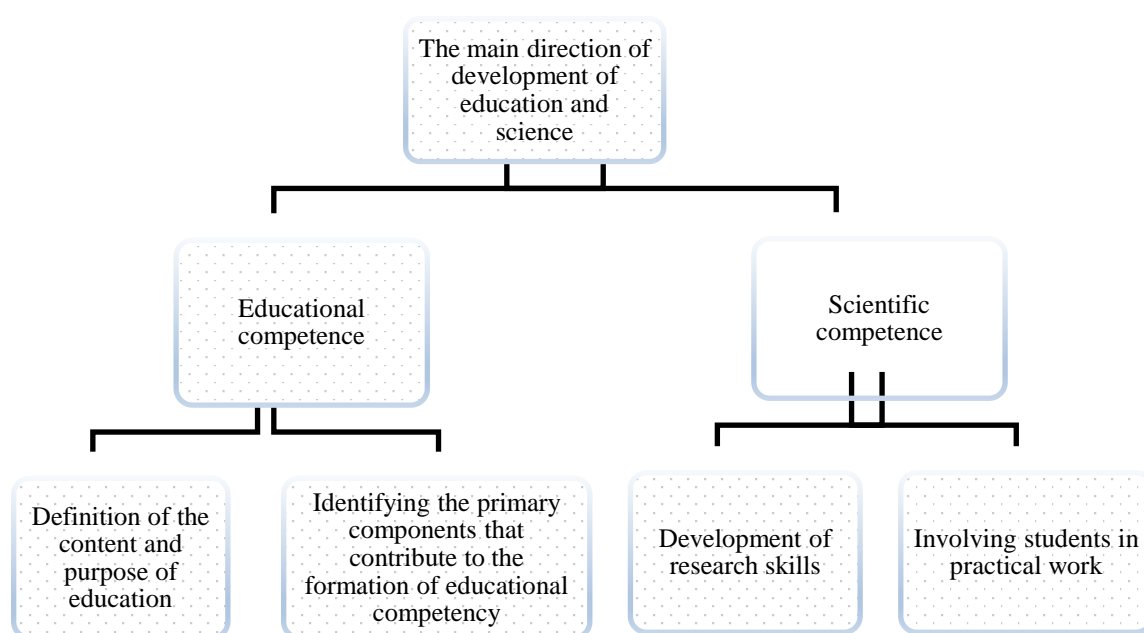 The main direction of
development of
education and
science
Educational
competence
Scientific
competence
Definition of the
content and
purpose of
education
Identifying the primary
components that
contribute to the
formation of educational
competency
Development of
research skills
Involving students in
practical work